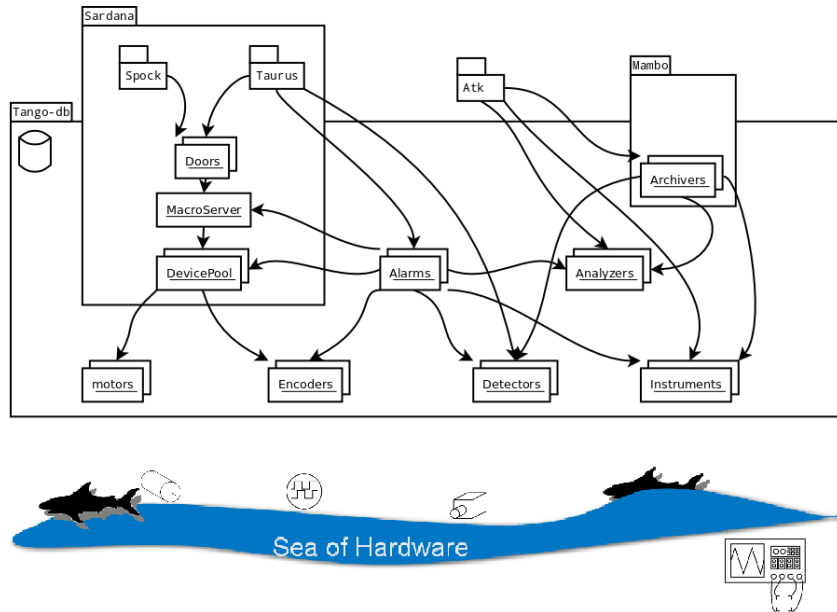 Sardana
Spock
Taurus
Atk
Mambo
Tango-db
Doors
Archivers
MacroServer
DevicePool
Alarms
Analyzers
motors
Encoders
Detectors
Instruments
Sea of Hardware